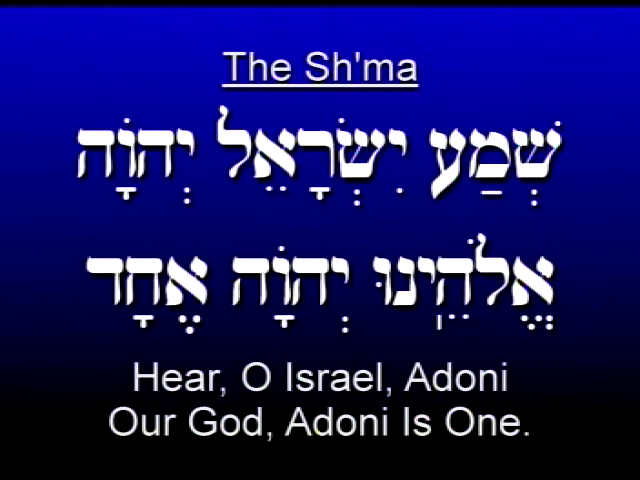 The Sh'ma
שְׁמַע יִשְׂרָאֵל יְהוָֹה
אֱלֹהֵינוּ יְהוָֹה אֶחָד
Hear, O Israel, Adoni
Our God, Adoni Is One.